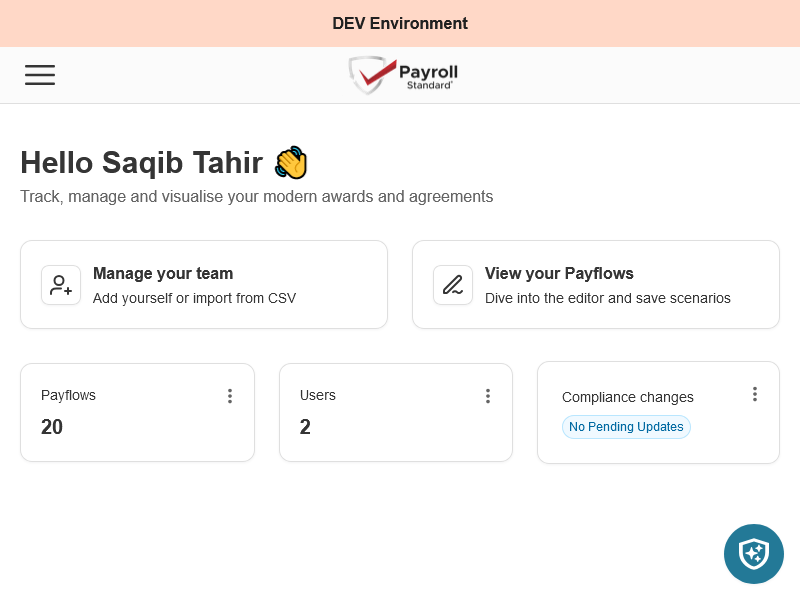 DEV Environment
Payroll
Standard
Hello Saqib Tahir 👋
Track, manage and visualise your modern awards and agreements
Manage your team
Add yourself or import from CSV
View your Payflows
Dive into the editor and save scenarios
Payflows
20
Users
2
Compliance changes
No Pending Updates